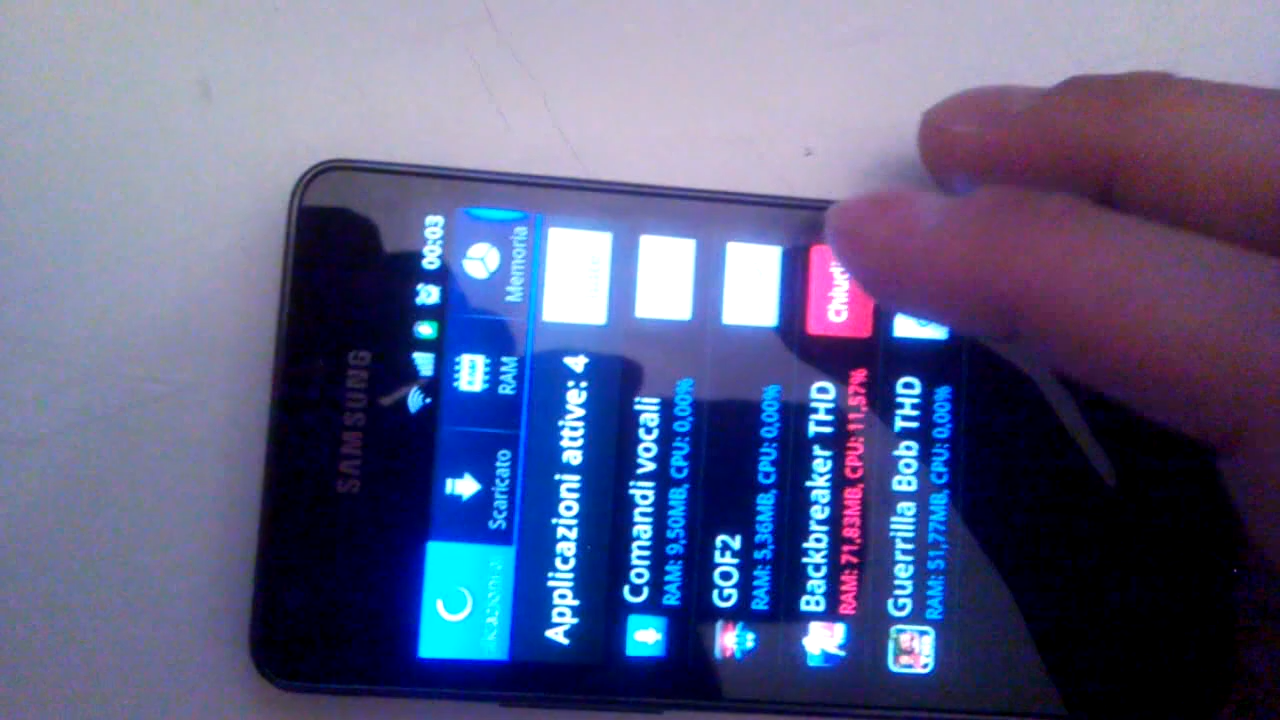 SAMSUNG
00:03
Scaricato
RAM
Memoria
Applicazioni attive: 4
Comandi vocali
RAM: 9,50MB, CPU: 0,00%
GOF2
RAM: 5,36MB, CPU: 0,00%
Backbreaker THD
RAM: 71,83MB, CPU: 11,57%
Chiudi
Guerrilla Bob THD
RAM: 51,77MB, CPU: 0,00%